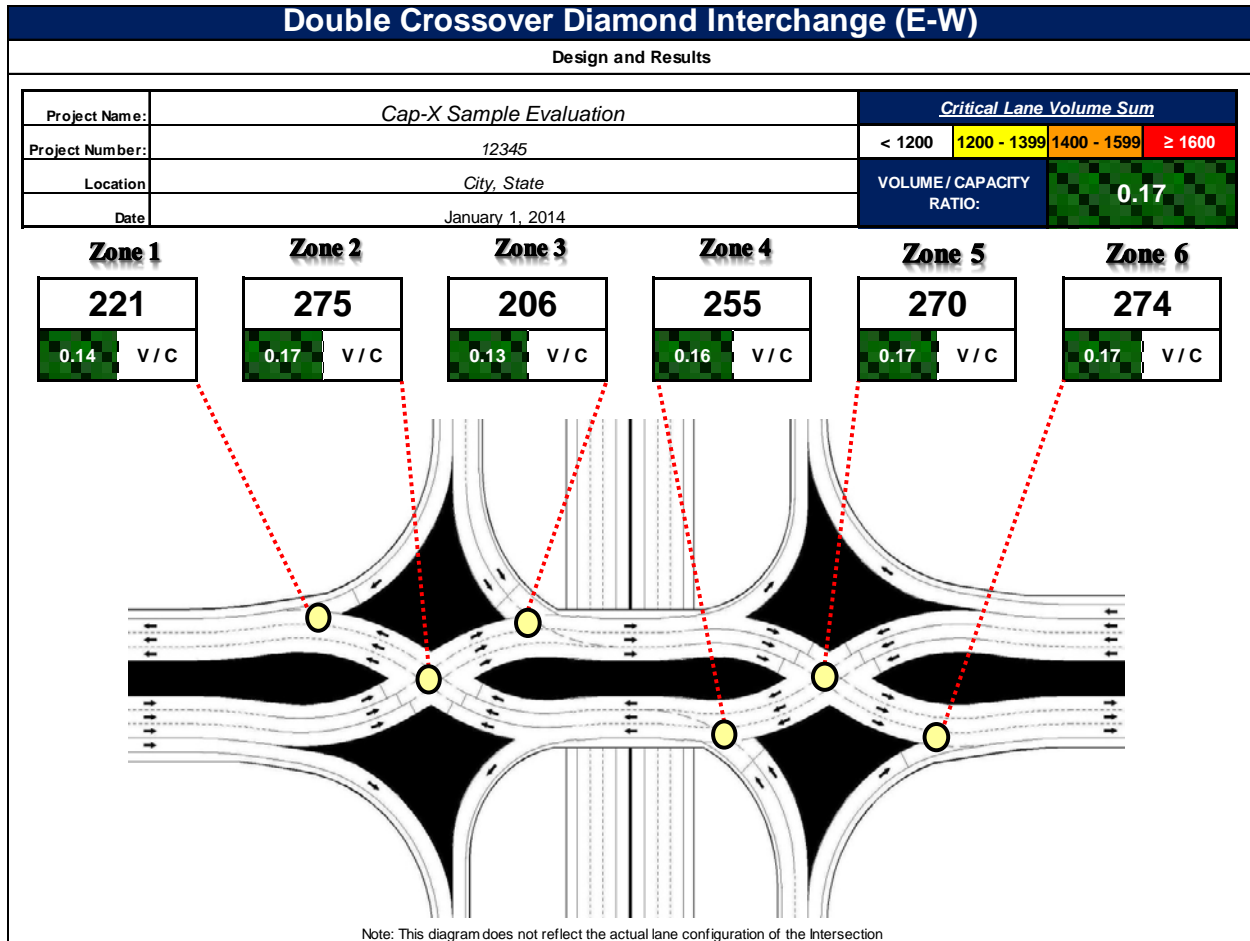 Double Crossover Diamond Interchange (E-W)
Design and Results
Project Name: Cap-X Sample Evaluation
Project Number: 12345
Location City, State
Date January 1, 2014
Critical Lane Volume Sum
< 1200 1200 - 1399 1400 - 1599 ≥ 1600
VOLUME / CAPACITY
RATIO:
0.17
Zone 1 Zone 2 Zone 3 Zone 4 Zone 5 Zone 6
221 275 206 255 270 274
0.14 V / C 0.17 V / C 0.13 V / C 0.16 V / C 0.17 V / C 0.17 V / C
Note: This diagram does not reflect the actual lane configuration of the Intersection